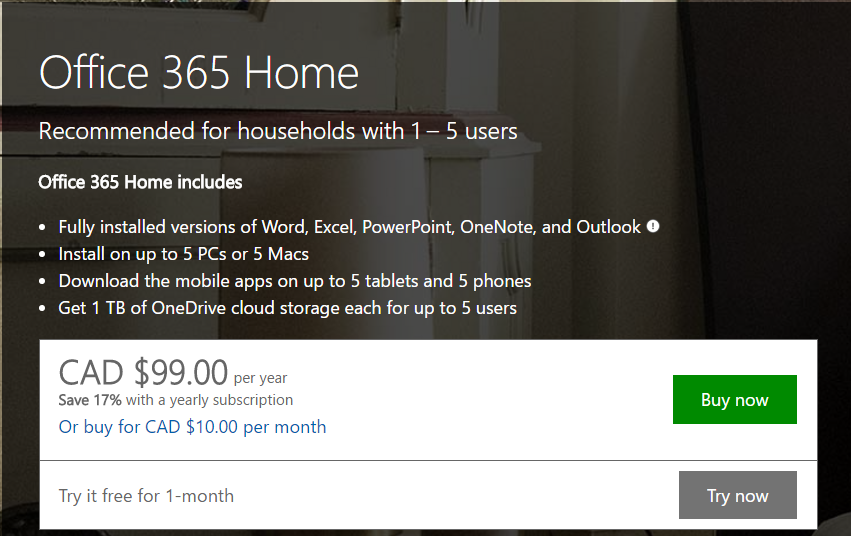 Office 365 Home
Recommended for households with 1 – 5 users
Office 365 Home includes
• Fully installed versions of Word, Excel, PowerPoint, OneNote, and Outlook
• Install on up to 5 PCs or 5 Macs
• Download the mobile apps on up to 5 tablets and 5 phones
• Get 1 TB of OneDrive cloud storage each for up to 5 users
CAD $99.00 per year
Save 17% with a yearly subscription
Buy now
Or buy for CAD $10.00 per month
Try it free for 1-month
Try now